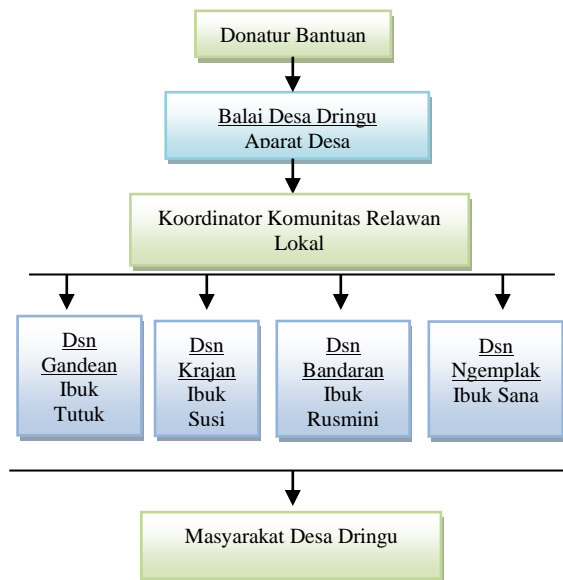 Donatur Bantuan
Balai Desa Dringu
Aparat Desa
Koordinator Komunitas Relawan
Lokal
Dsn
Gandean
Ibuk
Tutuk
Dsn
Krajan
Ibuk
Susi
Dsn
Bandaran
Ibuk
Rusmini
Dsn
Ngemplak
Ibuk Sana
Masyarakat Desa Dringu